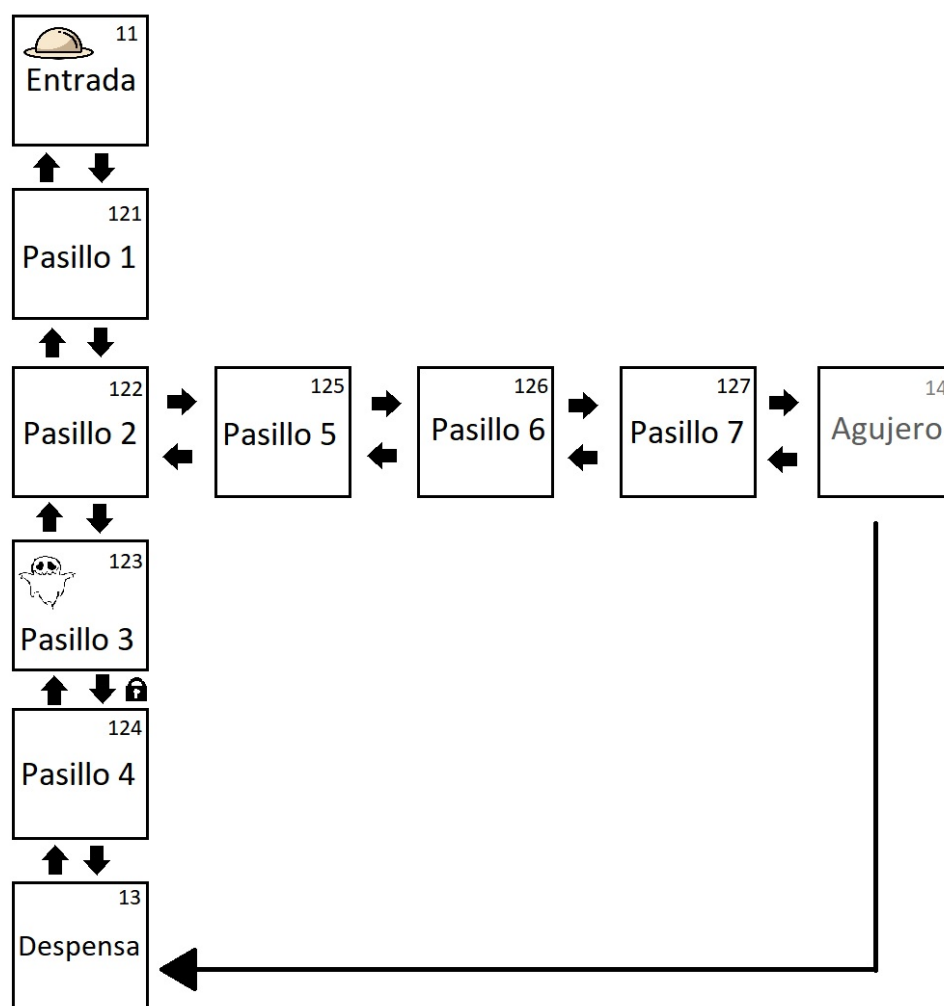 11
Entrada
121
Pasillo 1
122
Pasillo 2
125
Pasillo 5
126
Pasillo 6
127
Pasillo 7
14
Agujero
123
Pasillo 3
124
Pasillo 4
13
Despensa